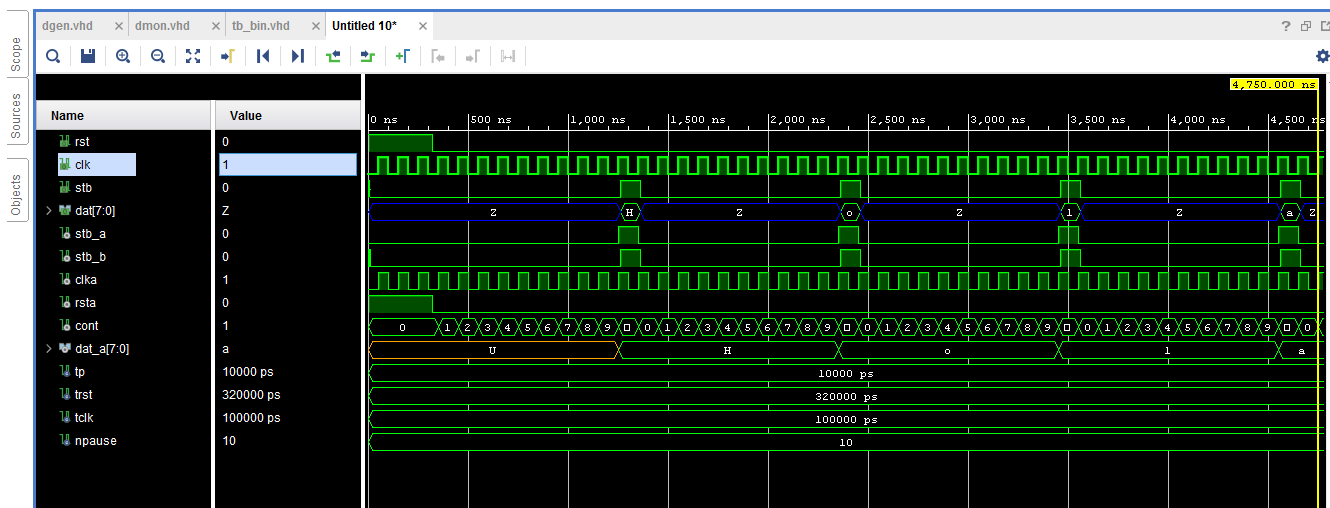 dgen.vhd dmon.vhd tb_bin.vhd Untitled 10*
Scope
Sources
Objects
4,750.000 ns
Name Value
0 ns 500 ns 1,000 ns 1,500 ns 2,000 ns 2,500 ns 3,000 ns 3,500 ns 4,000 ns 4,500 ns
rst 0
clk 1
stb 0
dat[7:0] Z Z H Z o Z l Z a Z
stb_a 0
stb_b 0
clka 1
rsta 0
cont 1 0 1 2 3 4 5 6 7 8 9 0 1 2 3 4 5 6 7 8 9 0 1 2 3 4 5 6 7 8 9 0 1 2 3 4 5 6 7 8 9 0
dat_a[7:0] a U H o l a
tp 10000 ps 10000 ps
trst 320000 ps 320000 ps
tclk 100000 ps 100000 ps
npause 10 10